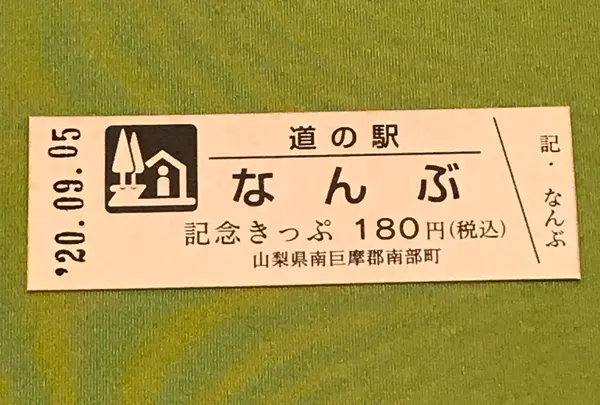 '20.09.05
道の駅
なんぶ
記念きっぷ 180円(税込)
山梨県南巨摩郡南部町
記・なんぶ